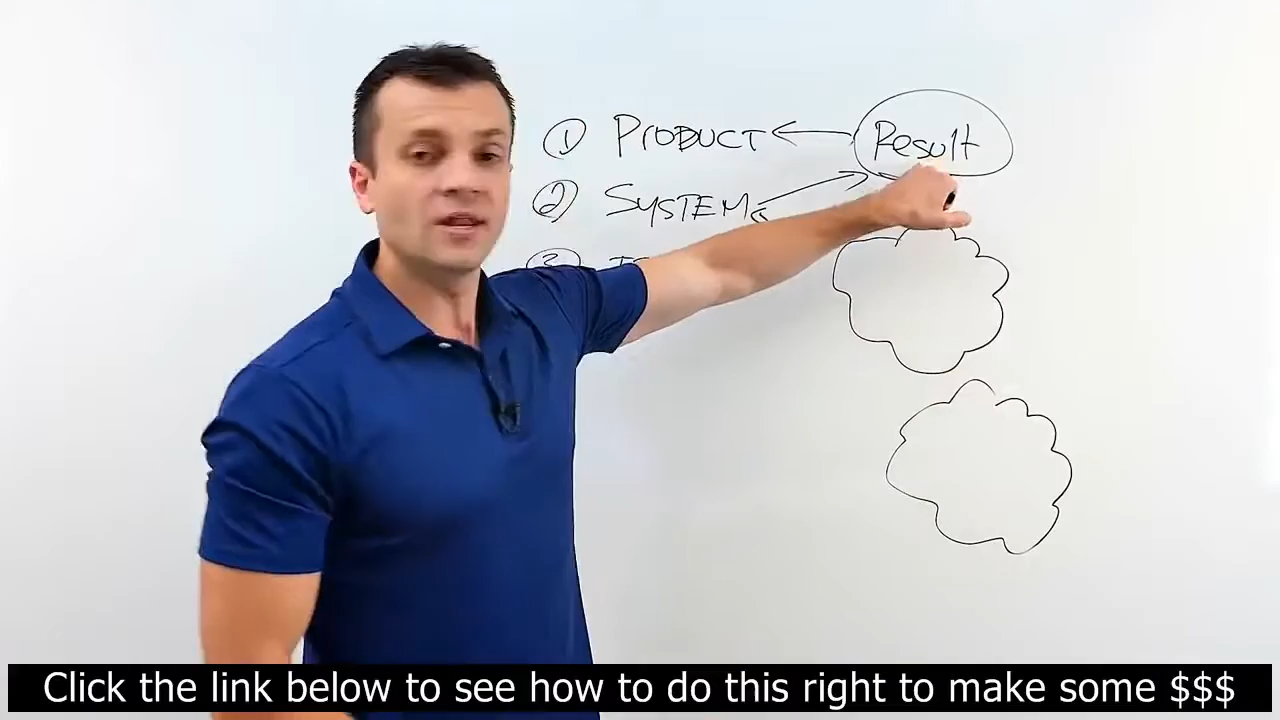 ① PRODUCT ← Result
② SYSTEM
③
Click the link below to see how to do this right to make some $$$